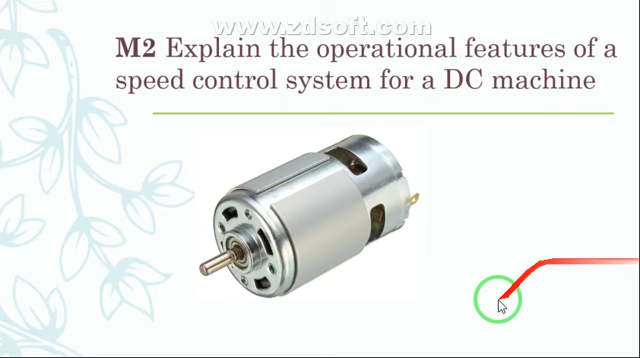 www.zdsoft.com
M2 Explain the operational features of a
speed control system for a DC machine